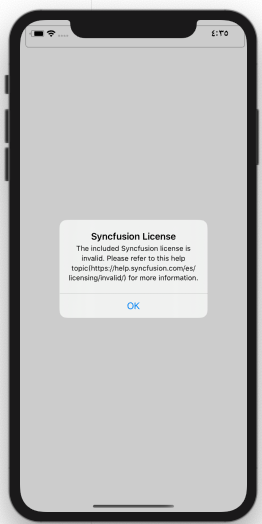 ٤:٣٥
Syncfusion License
The included Syncfusion license is
invalid. Please refer to this help
topic(https://help.syncfusion.com/es/
licensing/invalid/) for more information.
OK